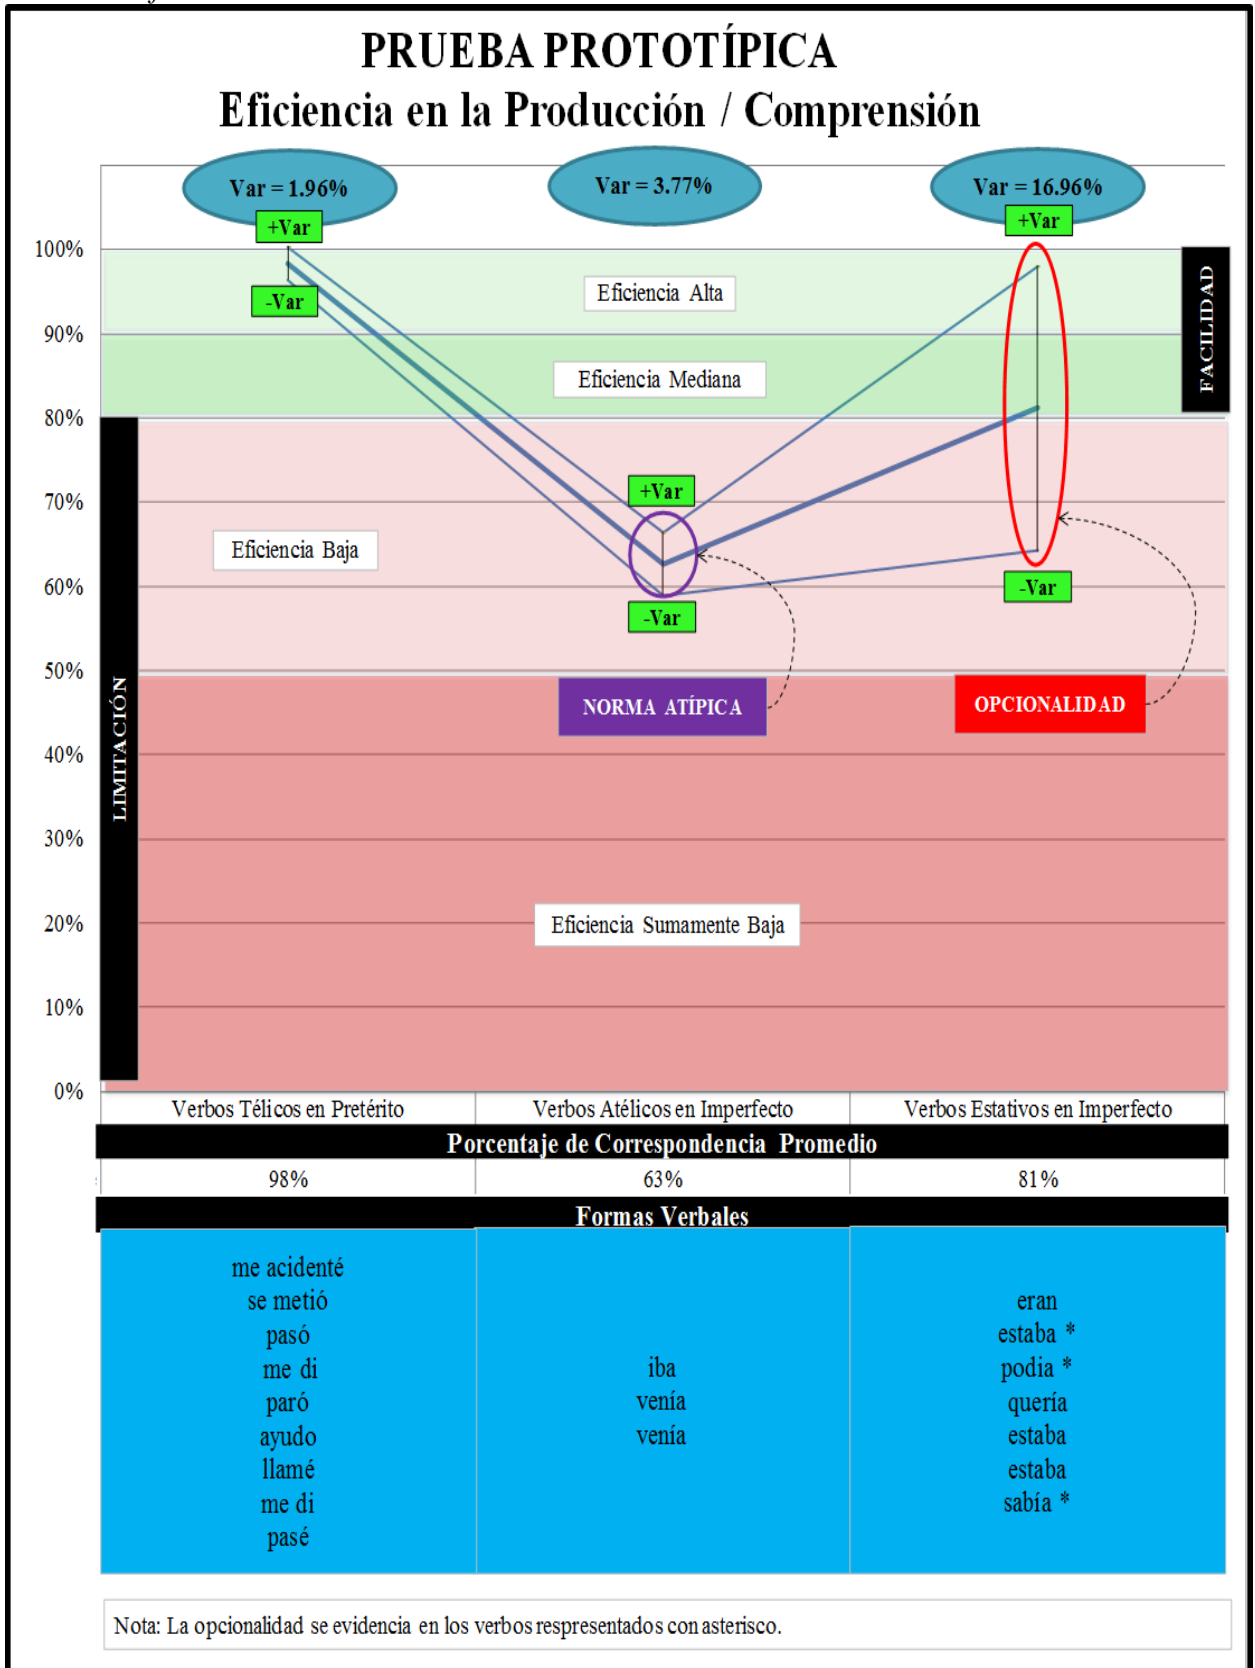 PRUEBA PROTOTÍPICA
Eficiencia en la Producción / Comprensión
Var = 1.96%
Var = 3.77%
Var = 16.96%
+Var
+Var
100%
-Var
Eficiencia Alta
FACILIDAD
90%
Eficiencia Mediana
80%
+Var
70%
Eficiencia Baja
60%
-Var
-Var
50%
LIMITACIÓN
NORMA ATÍPICA
OPCIONALIDAD
40%
30%
20%
Eficiencia Sumamente Baja
10%
0%
Verbos Télicos en Pretérito
Verbos Atélicos en Imperfecto
Verbos Estativos en Imperfecto
Porcentaje de Correspondencia Promedio
98%
63%
81%
Formas Verbales
me acidenté
se metió
pasó
me di
paró
ayudo
llamé
me di
pasé
iba
venía
venía
eran
estaba *
podia *
quería
estaba
estaba
sabía *
Nota: La opcionalidad se evidencia en los verbos respresentados con asterisco.